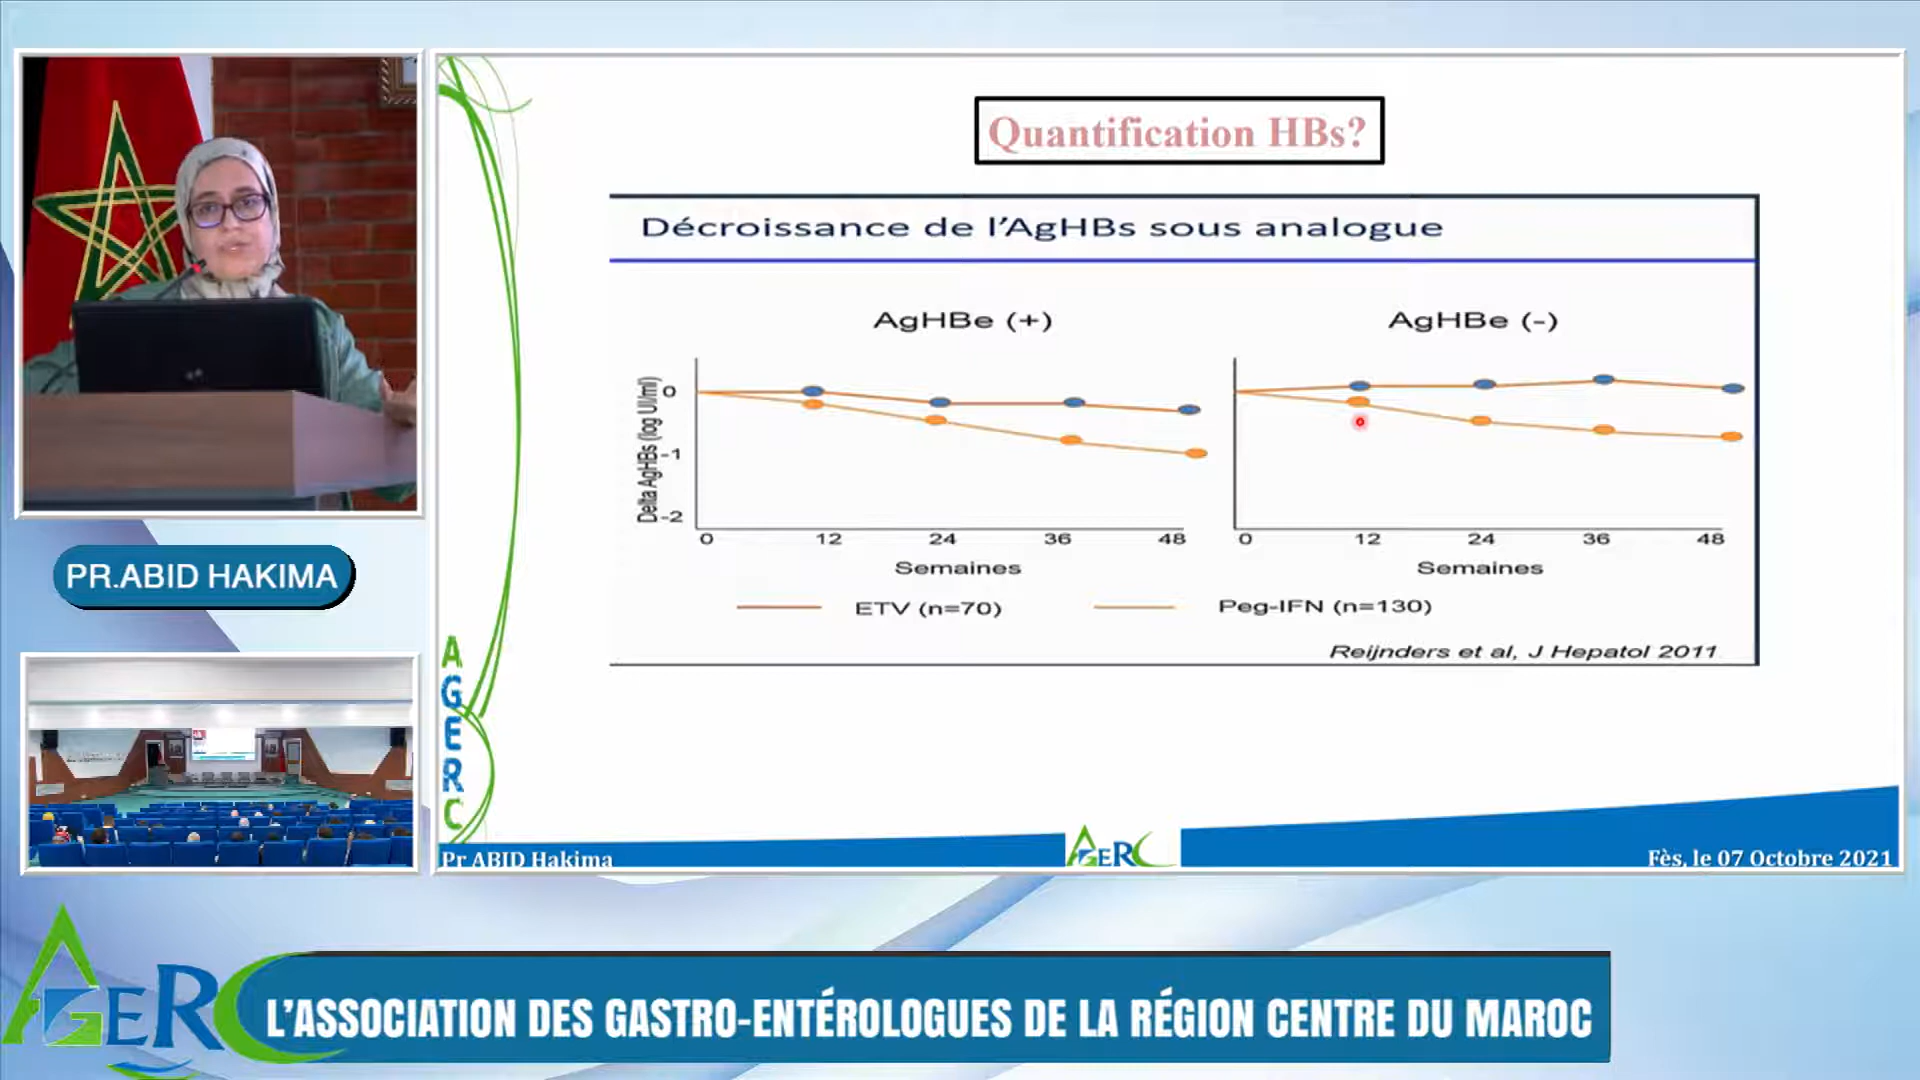 Quantification HBs?
Décroissance de l'AgHBs sous analogue
AgHBe (+)
AgHBe (-)
Delta AgHBs (log UI/ml)
0
-1
-2
0 12 24 36 48
0 12 24 36 48
Semaines
Semaines
ETV (n=70)
Peg-IFN (n=130)
Reijnders et al, J Hepatol 2011
PR.ABID HAKIMA
AGERC
Pr ABID Hakima
AGERC
Fès, le 07 Octobre 2021
AGERC
L'ASSOCIATION DES GASTRO-ENTÉROLOGUES DE LA RÉGION CENTRE DU MAROC